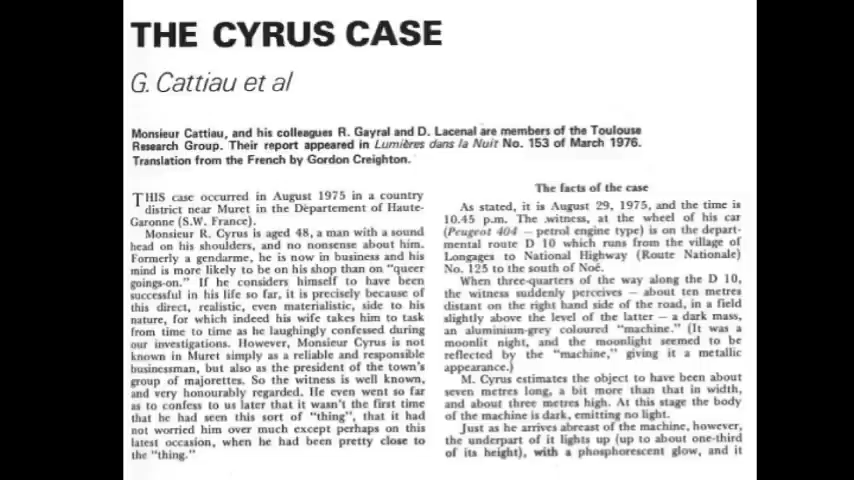 THE CYRUS CASE
G. Cattiau et al
Monsieur Cattiau, and his colleagues R. Gayral and D. Lacenal are members of the Toulouse
Research Group. Their report appeared in Lumières dans la Nuit No. 153 of March 1976.
Translation from the French by Gordon Creighton.
THIS case occurred in August 1975 in a country
district near Muret in the Dèpartement of Haute-
Garonne (S.W. France).
Monsieur R. Cyrus is aged 48, a man with a sound
head on his shoulders, and no nonsense about him.
Formerly a gendarme, he is now in business and his
mind is more likely to be on his shop than on "queer
goings-on." If he considers himself to have been
successful in his life so far, it is precisely because of
this direct, realistic, even materialistic, side to his
nature, for which indeed his wife takes him to task
from time to time as he laughingly confessed during
our investigations. However, Monsieur Cyrus is not
known in Muret simply as a reliable and responsible
businessman, but also as the president of the town's
group of majorettes. So the witness is well known,
and very honourably regarded. He even went so far
as to confess to us later that it wasn't the first time
that he had seen this sort of "thing", that it had
not worried him over much except perhaps on this
latest occasion, when he had been pretty close to
the "thing."
The facts of the case
As stated, it is August 29, 1975, and the time is
10.45 p.m. The witness, at the wheel of his car
(Peugeot 404 – petrol engine type) is on the depart-
mental route D 10 which runs from the village of
Longages to National Highway (Route Nationale)
No. 125 to the south of Noé.
When three-quarters of the way along the D 10,
the witness suddenly perceives – about ten metres
distant on the right hand side of the road, in a field
slightly above the level of the latter – a dark mass,
an aluminium-grey coloured "machine." (It was a
moonlit night, and the moonlight seemed to be
reflected by the "machine," giving it a metallic
appearance.)
M. Cyrus estimates the object to have been about
seven metres long, a bit more than that in width,
and about three metres high. At this stage the body
of the machine is dark, emitting no light.
Just as he arrives abreast of the machine, however,
the underpart of it lights up (up to about one-third
of its height), with a phosphorescent glow, and it